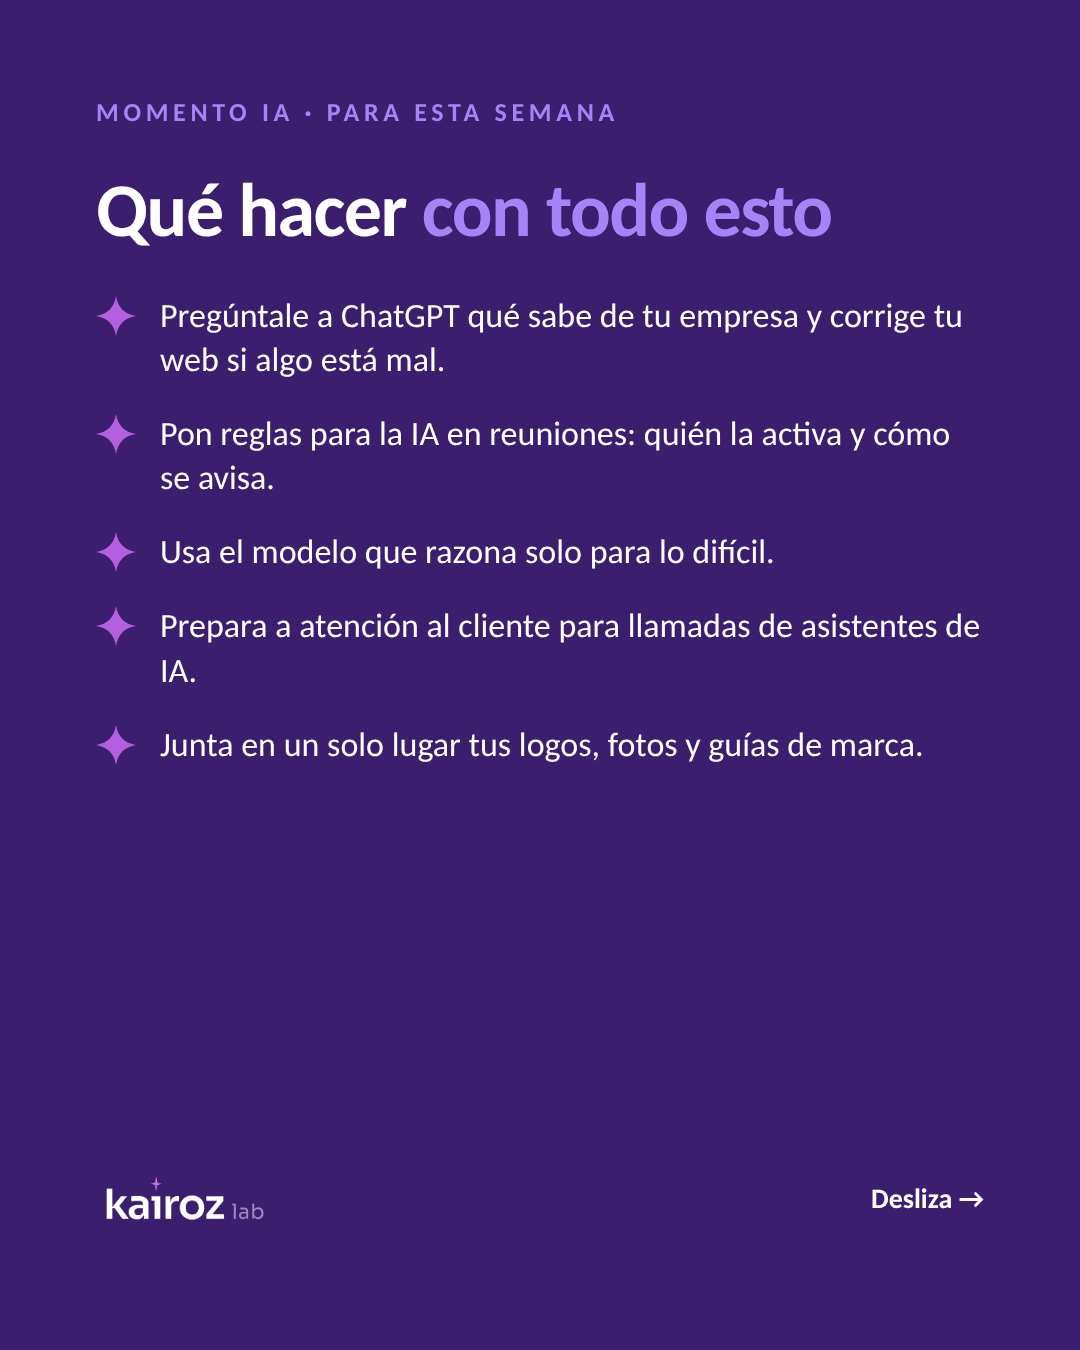 MOMENTO IA · PARA ESTA SEMANA
Qué hacer con todo esto
Pregúntale a ChatGPT qué sabe de tu empresa y corrige tu
web si algo está mal.
Pon reglas para la IA en reuniones: quién la activa y cómo
se avisa.
Usa el modelo que razona solo para lo difícil.
Prepara a atención al cliente para llamadas de asistentes de
IA.
Junta en un solo lugar tus logos, fotos y guías de marca.
kairoz lab
Desliza →